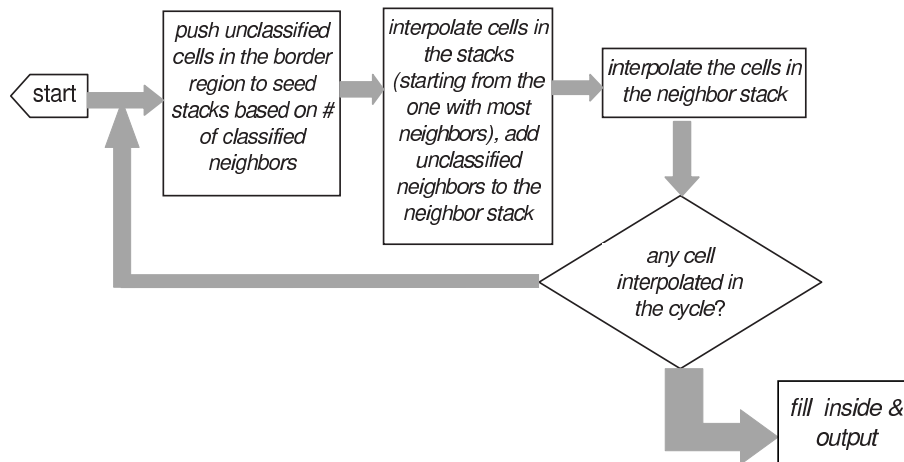 start
push unclassified
cells in the border
region to seed
stacks based on #
of classified
neighbors
interpolate cells in
the stacks
(starting from the
one with most
neighbors), add
unclassified
neighbors to the
neighbor stack
interpolate the cells in
the neighbor stack
any cell
interpolated in
the cycle?
fill inside &
output